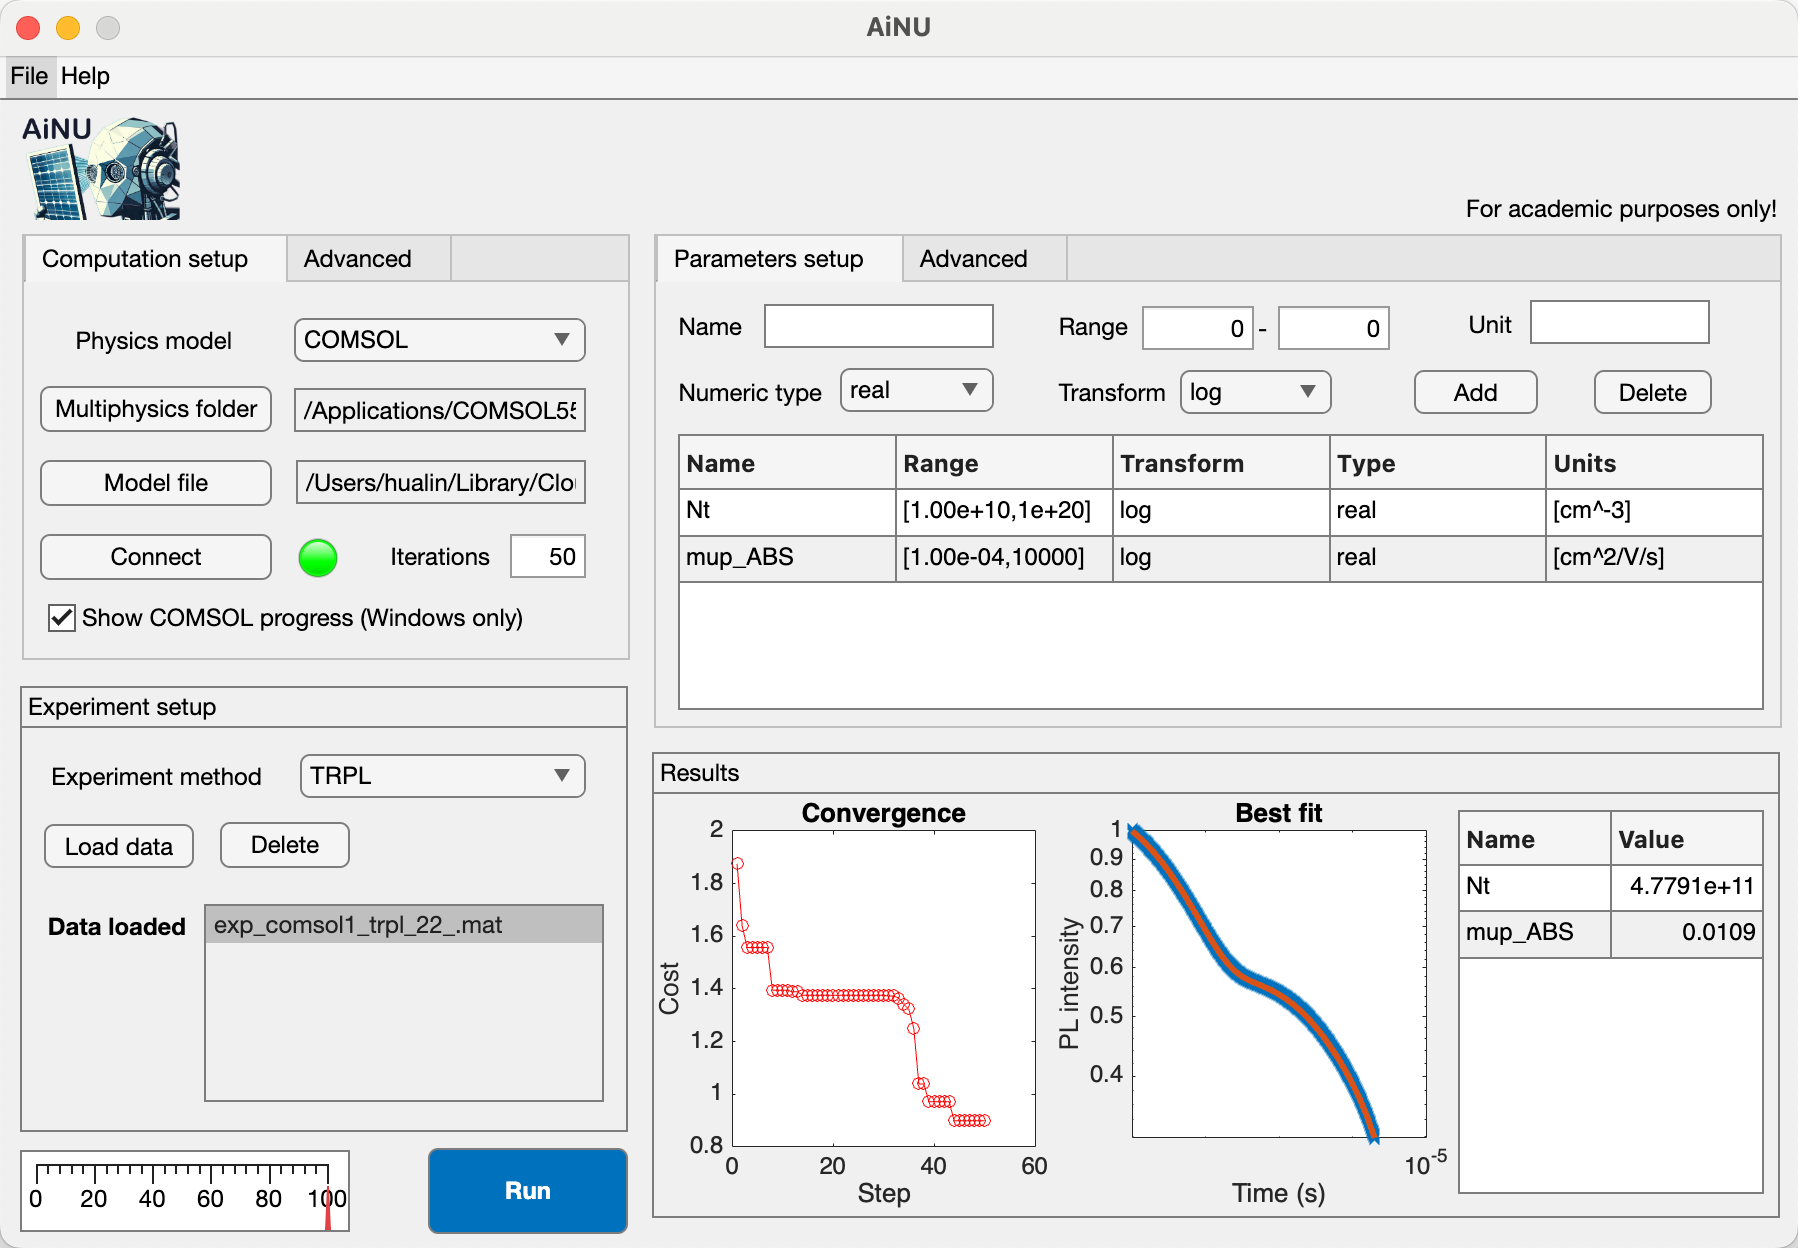 AiNU
File Help
AiNU
For academic purposes only!
Computation setup Advanced
Physics model COMSOL
Multiphysics folder /Applications/COMSOL55
Model file /Users/hualin/Library/Clo
Connect Iterations 50
Show COMSOL progress (Windows only)
Parameters setup Advanced
Name Range 0 - 0 Unit
Numeric type real Transform log Add Delete
Name Range Transform Type Units
Nt [1.00e+10,1e+20] log real [cm^-3]
mup_ABS [1.00e-04,10000] log real [cm^2/V/s]
Experiment setup
Experiment method TRPL
Load data Delete
Data loaded exp_comsol1_trpl_22_.mat
0 20 40 60 80 100
Run
Results
Convergence
2
1.8
1.6
1.4
1.2
1
0.8
Cost
0 20 40 60
Step
Best fit
1
0.9
0.8
0.7
0.6
0.5
0.4
PL intensity
10^-5
Time (s)
Name Value
Nt 4.7791e+11
mup_ABS 0.0109